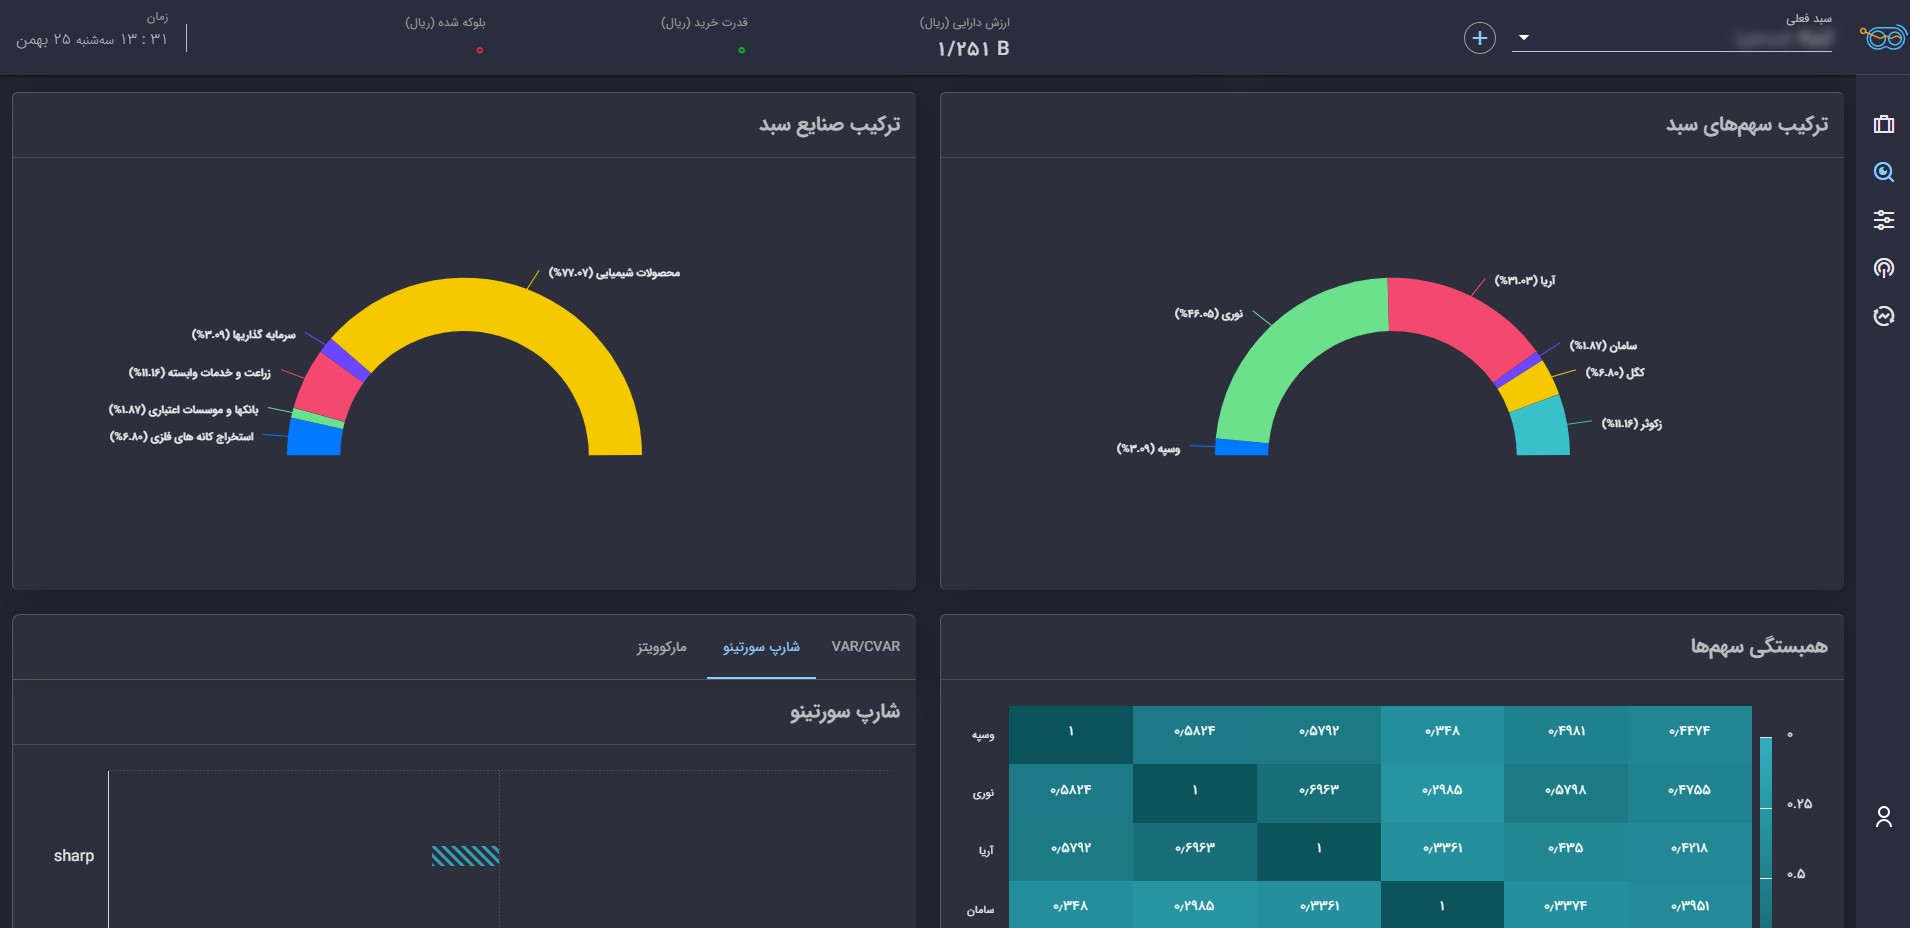 سبد فعلی
ارزش دارایی (ریال)
۱/۲۵۱ B
قدرت خرید (ریال)
۰
بلوکه شده (ریال)
۰
زمان
۱۳ : ۳۱ سه‌شنبه ۲۵ بهمن
ترکیب سهم‌های سبد
آریا (%۳۱.۰۳)
نوری (%۴۶.۰۵)
سامان (%۱.۸۷)
کگل (%۶.۸۰)
زکوثر (%۱۱.۱۶)
وسپه (%۳.۰۹)
ترکیب صنایع سبد
محصولات شیمیایی (%۷۷.۰۷)
سرمایه گذاریها (%۳.۰۹)
زراعت و خدمات وابسته (%۱۱.۱۶)
بانکها و موسسات اعتباری (%۱.۸۷)
استخراج کانه های فلزی (%۶.۸۰)
همبستگی سهم‌ها
وسپه ۱ ۰٫۵۸۲۴ ۰٫۵۷۹۲ ۰٫۳۴۸ ۰٫۴۹۸۱ ۰٫۴۴۷۴
نوری ۰٫۵۸۲۴ ۱ ۰٫۶۹۶۳ ۰٫۲۹۸۵ ۰٫۵۷۹۸ ۰٫۴۷۵۵
آریا ۰٫۵۷۹۲ ۰٫۶۹۶۳ ۱ ۰٫۳۳۶۱ ۰٫۴۳۵ ۰٫۴۲۱۸
سامان ۰٫۳۴۸ ۰٫۲۹۸۵ ۰٫۳۳۶۱ ۱ ۰٫۳۳۷۴ ۰٫۳۹۵۱
۰
۰.۲۵
۰.۵
VAR/CVAR
شارپ سورتینو
مارکوویتز
شارپ سورتینو
sharp